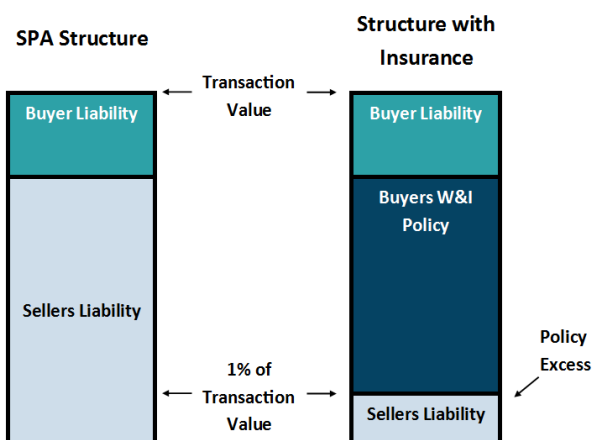 SPA Structure
Structure with
Insurance
Transaction
Value
Buyer Liability
Buyer Liability
Buyers W&I
Policy
Sellers Liability
1% of
Transaction
Value
Policy
Excess
Sellers Liability